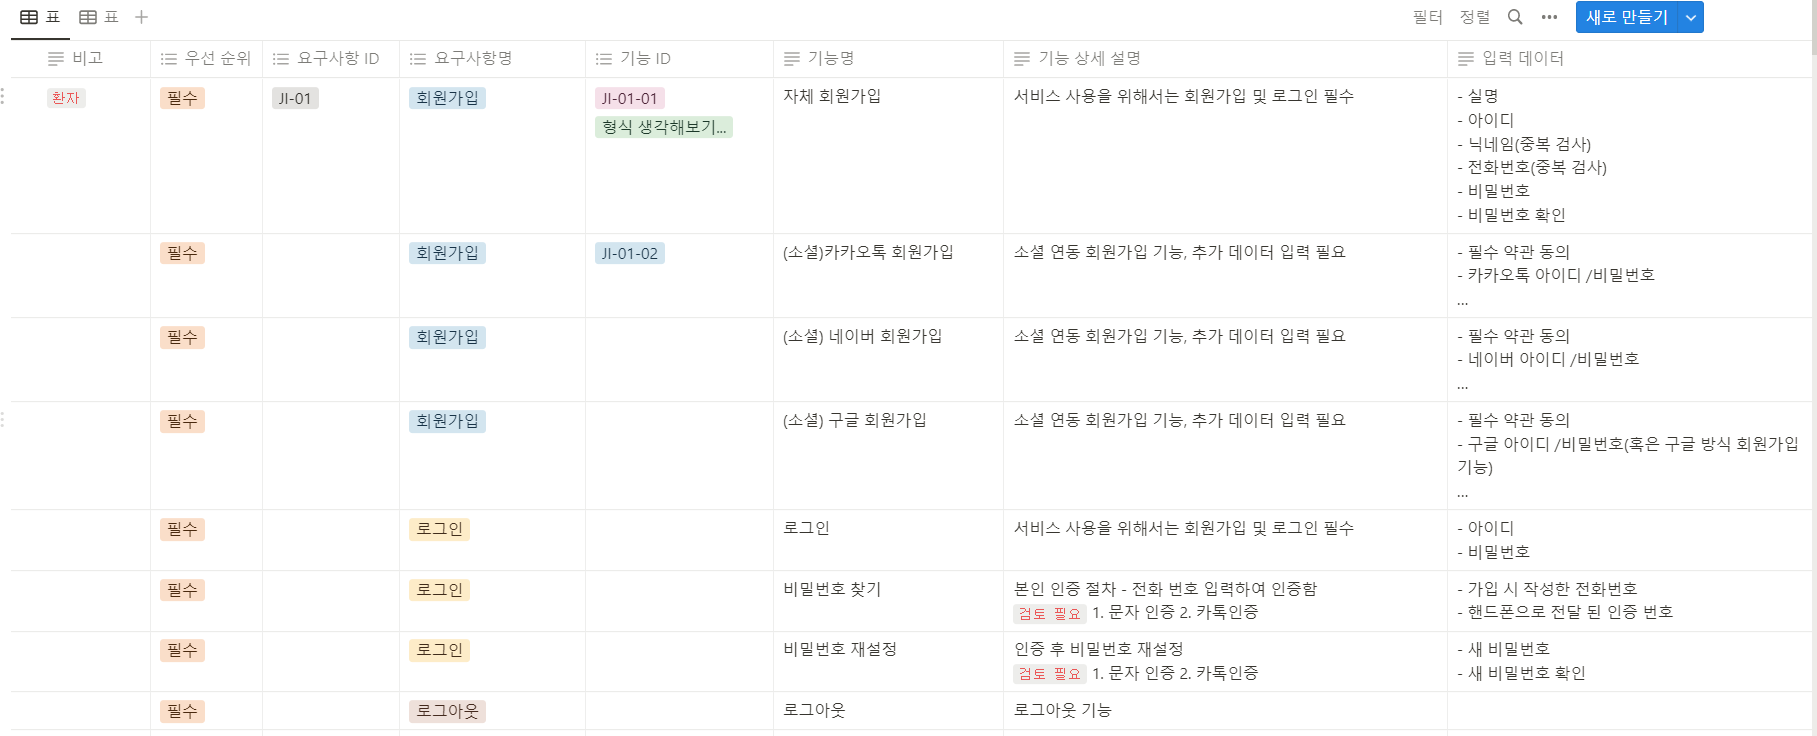 표 표
필터 정렬 새로 만들기
비고 우선 순위 요구사항 ID 요구사항명 기능 ID 기능명 기능 상세 설명 입력 데이터
환자 필수 JI-01 회원가입 JI-01-01 자체 회원가입 서비스 사용을 위해서는 회원가입 및 로그인 필수 - 실명
형식 생각해보기... - 아이디
- 닉네임(중복 검사)
- 전화번호(중복 검사)
- 비밀번호
- 비밀번호 확인
필수 회원가입 JI-01-02 (소셜)카카오톡 회원가입 소셜 연동 회원가입 기능, 추가 데이터 입력 필요 - 필수 약관 동의
- 카카오톡 아이디 /비밀번호
...
필수 회원가입 (소셜) 네이버 회원가입 소셜 연동 회원가입 기능, 추가 데이터 입력 필요 - 필수 약관 동의
- 네이버 아이디 /비밀번호
...
필수 회원가입 (소셜) 구글 회원가입 소셜 연동 회원가입 기능, 추가 데이터 입력 필요 - 필수 약관 동의
- 구글 아이디 /비밀번호(혹은 구글 방식 회원가입
기능)
...
필수 로그인 로그인 서비스 사용을 위해서는 회원가입 및 로그인 필수 - 아이디
- 비밀번호
필수 로그인 비밀번호 찾기 본인 인증 절차 - 전화 번호 입력하여 인증함 - 가입 시 작성한 전화번호
검토 필요 1. 문자 인증 2. 카톡인증 - 핸드폰으로 전달 된 인증 번호
필수 로그인 비밀번호 재설정 인증 후 비밀번호 재설정 - 새 비밀번호
검토 필요 1. 문자 인증 2. 카톡인증 - 새 비밀번호 확인
필수 로그아웃 로그아웃 로그아웃 기능